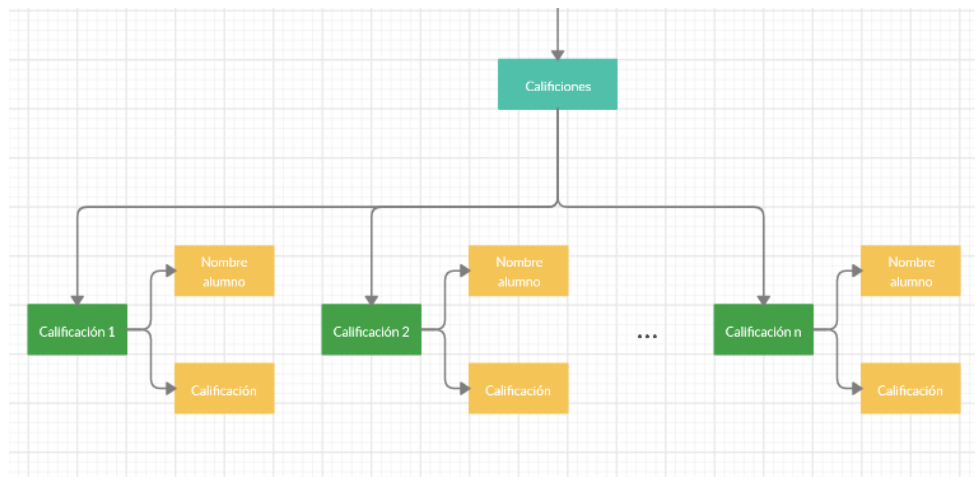 Calificiones
Nombre
alumno
Nombre
alumno
Nombre
alumno
Calificación 1
Calificación 2
...
Calificación n
Calificación
Calificación
Calificación